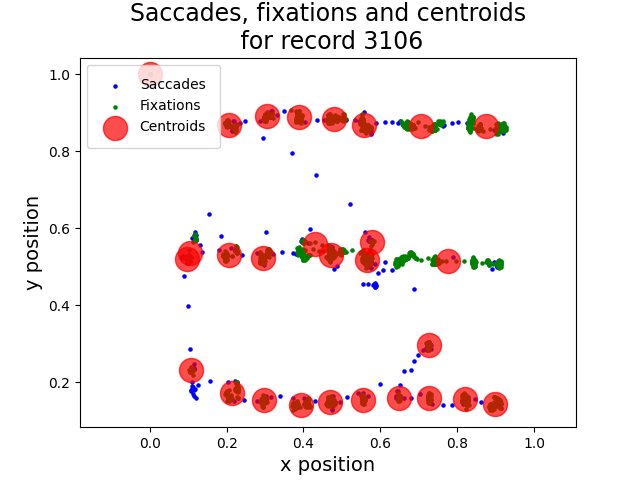 Saccades, fixations and centroids
for record 3106
Saccades
Fixations
Centroids
1.0
0.8
0.6
0.4
0.2
y position
0.0 0.2 0.4 0.6 0.8 1.0
x position